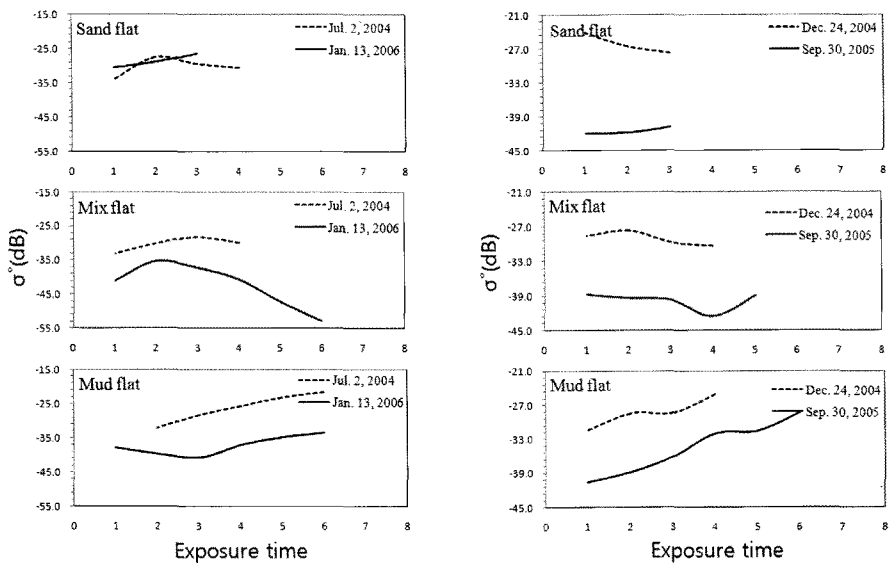 Sand flat
Jul. 2, 2004
Jan. 13, 2006
-15.0
-25.0
-35.0
-45.0
-55.0
0 1 2 3 4 5 6 7 8
Mix flat
Jul. 2, 2004
Jan. 13, 2006
-15.0
-25.0
-35.0
-45.0
-55.0
0 1 2 3 4 5 6 7 8
σ°(dB)
Mud flat
Jul. 2, 2004
Jan. 13, 2006
-15.0
-25.0
-35.0
-45.0
-55.0
0 1 2 3 4 5 6 7 8
Exposure time
Sand flat
Dec. 24, 2004
Sep. 30, 2005
-21.0
-27.0
-33.0
-39.0
-45.0
0 1 2 3 4 5 6 7 8
Mix flat
Dec. 24, 2004
Sep. 30, 2005
-21.0
-27.0
-33.0
-39.0
-45.0
0 1 2 3 4 5 6 7 8
σ°(dB)
Mud flat
Dec. 24, 2004
Sep. 30, 2005
-21.0
-27.0
-33.0
-39.0
-45.0
0 1 2 3 4 5 6 7 8
Exposure time